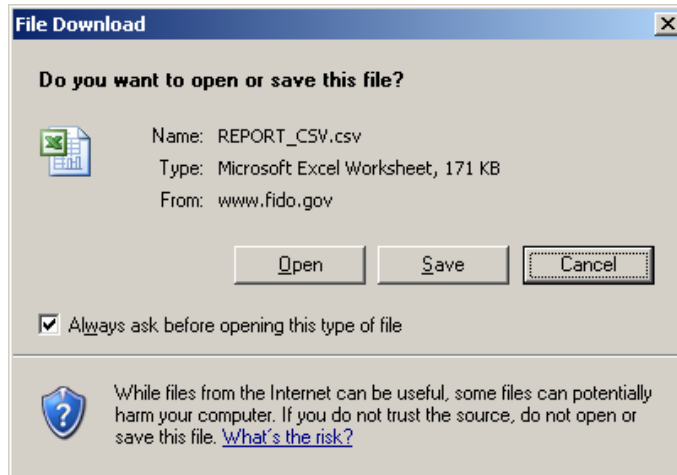 File Download
Do you want to open or save this file?
Name: REPORT_CSV.csv
Type: Microsoft Excel Worksheet, 171 KB
From: www.fido.gov
Open Save Cancel
Always ask before opening this type of file
While files from the Internet can be useful, some files can potentially
harm your computer. If you do not trust the source, do not open or
save this file. What's the risk?